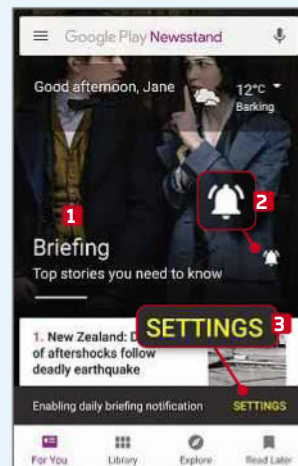 Google Play Newsstand
Good afternoon, Jane
12°C
Barking
2
1
Briefing
Top stories you need to know
SETTINGS
3
1. New Zealand:
of aftershocks follow
deadly earthquake
Enabling daily briefing notification SETTINGS
For You Library Explore Read Later